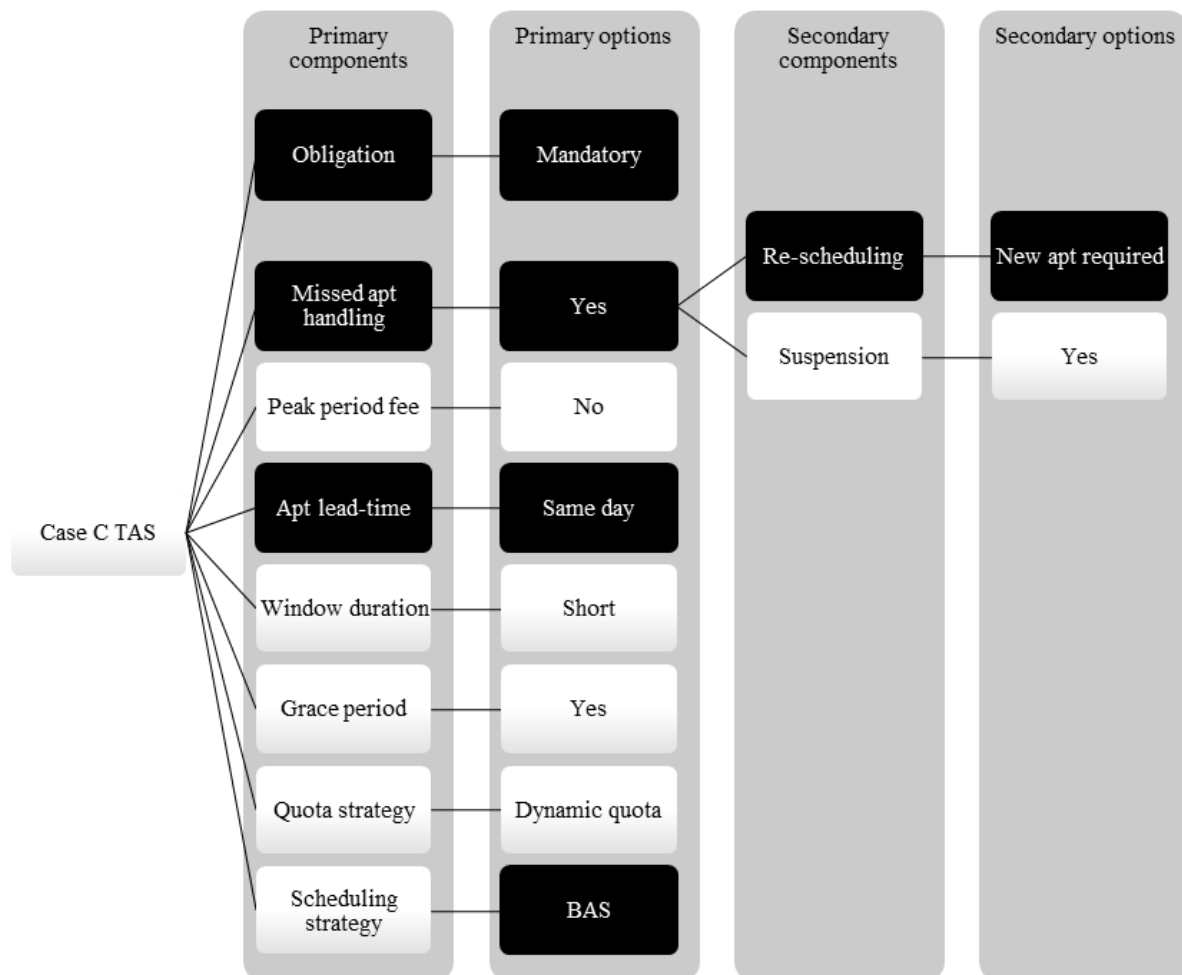 Primary
components
Primary options
Secondary
components
Secondary options
Obligation
Mandatory
Re-scheduling
New apt required
Missed apt
handling
Yes
Suspension
Yes
Peak period fee
No
Apt lead-time
Same day
Case C TAS
Window duration
Short
Grace period
Yes
Quota strategy
Dynamic quota
Scheduling
strategy
BAS